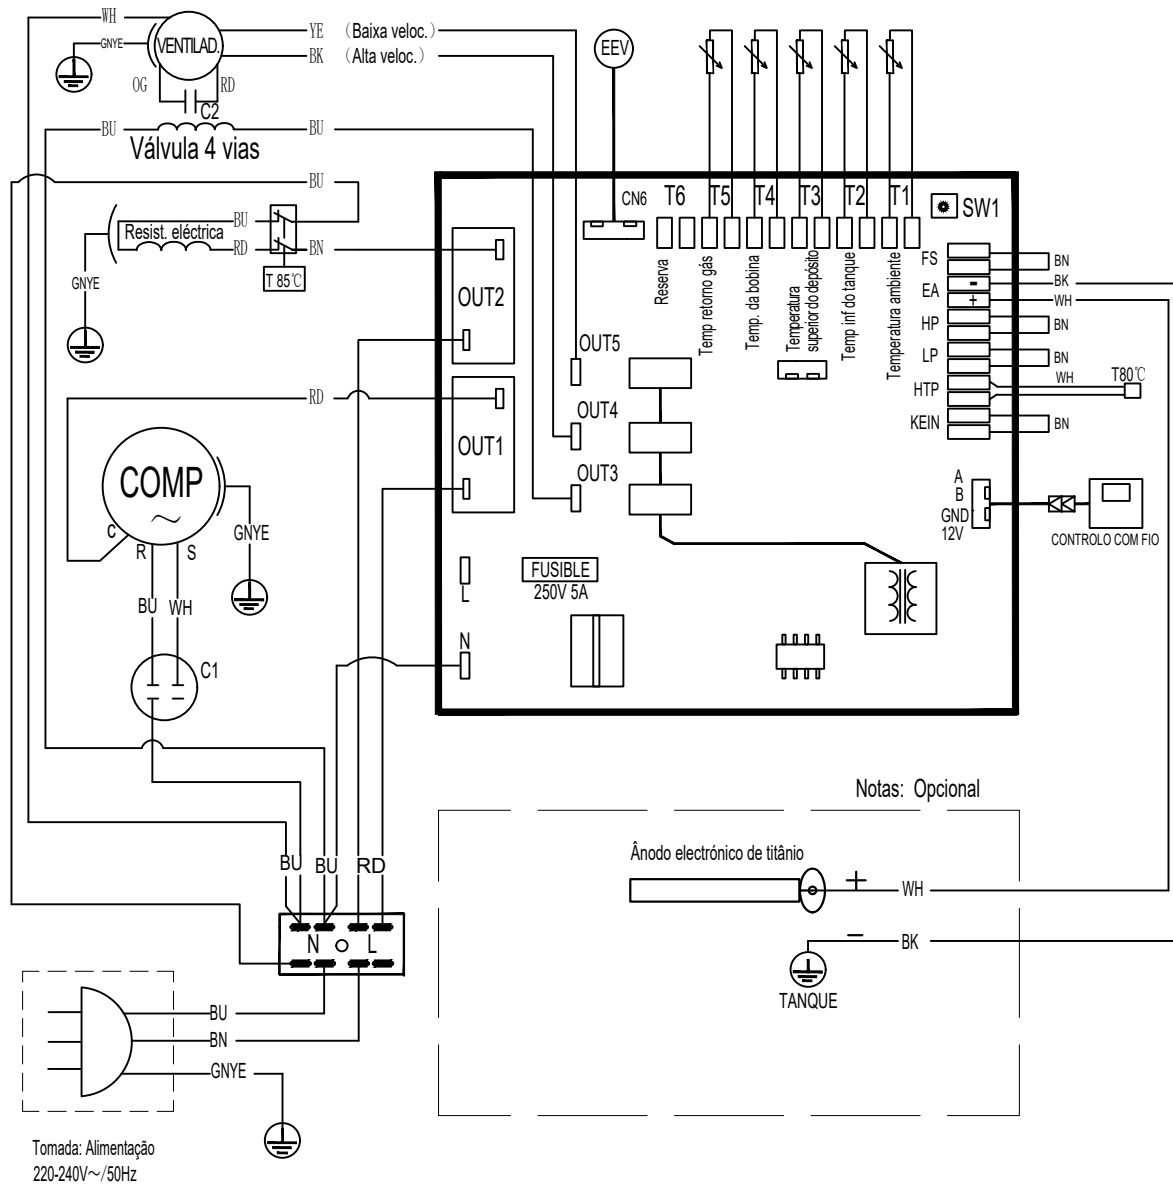 WH
GNYE
VENTILAD.
YE (Baixa veloc.)
BK (Alta veloc.)
OG
RD
C2
BU
BU
Válvula 4 vias
BU
Resist. eléctrica
BU
RD
BN
T 85℃
GNYE
EEV
CN6
T6
T5
T4
T3
T2
T1
SW1
Reserva
Temp retorno gás
Temp. da bobina
Temperatura
superior do depósito
Temp inf do tanque
Temperatura ambiente
FS
EA
-
+
HP
LP
HTP
KEIN
BN
BK
WH
BN
BN
WH
T80℃
BN
OUT2
OUT1
OUT5
OUT4
OUT3
RD
COMP
~
C
R
S
GNYE
BU
WH
C1
L
N
FUSIBLE
250V 5A
A
B
GND
12V
CONTROLO COM FIO
Notas: Opcional
Ânodo electrónico de titânio
+
WH
−
BK
TANQUE
BU
BU
RD
N
L
BU
BN
GNYE
Tomada: Alimentação
220-240V～/50Hz